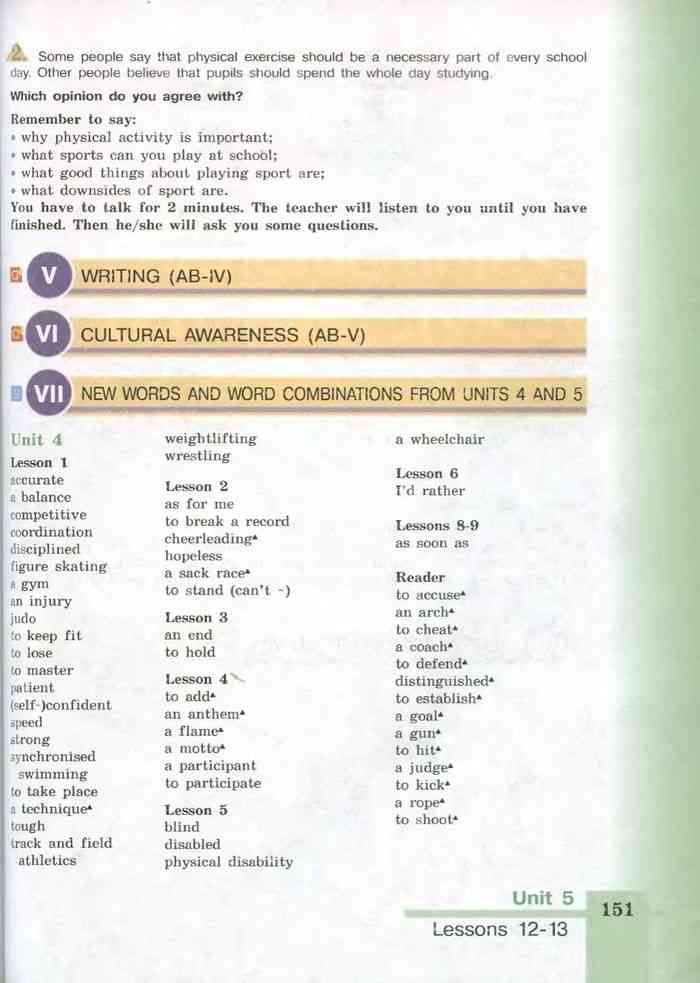 2. Some people say that physical exercise should be a necessary part of every school
day. Other people believe that pupils should spend the whole day studying.
Which opinion do you agree with?
Remember to say:
• why physical activity is important;
• what sports can you play at school;
• what good things about playing sport are;
• what downsides of sport are.
You have to talk for 2 minutes. The teacher will listen to you until you have
finished. Then he/she will ask you some questions.
V WRITING (AB-IV)
VI CULTURAL AWARENESS (AB-V)
VII NEW WORDS AND WORD COMBINATIONS FROM UNITS 4 AND 5
Unit 4
Lesson 1
accurate
a balance
competitive
coordination
disciplined
figure skating
a gym
an injury
judo
to keep fit
to lose
to master
patient
(self-)confident
speed
strong
synchronised
swimming
to take place
a technique▲
tough
track and field
athletics
weightlifting
wrestling
Lesson 2
as for me
to break a record
cheerleading▲
hopeless
a sack race▲
to stand (can't ~)
Lesson 3
an end
to hold
Lesson 4
to add▲
an anthem▲
a flame▲
a motto▲
a participant
to participate
Lesson 5
blind
disabled
physical disability
a wheelchair
Lesson 6
I'd rather
Lessons 8-9
as soon as
Reader
to accuse▲
an arch▲
to cheat▲
a coach▲
to defend▲
distinguished▲
to establish▲
a goal▲
a gun▲
to hit▲
a judge▲
to kick▲
a rope▲
to shoot▲
Unit 5
Lessons 12-13
151